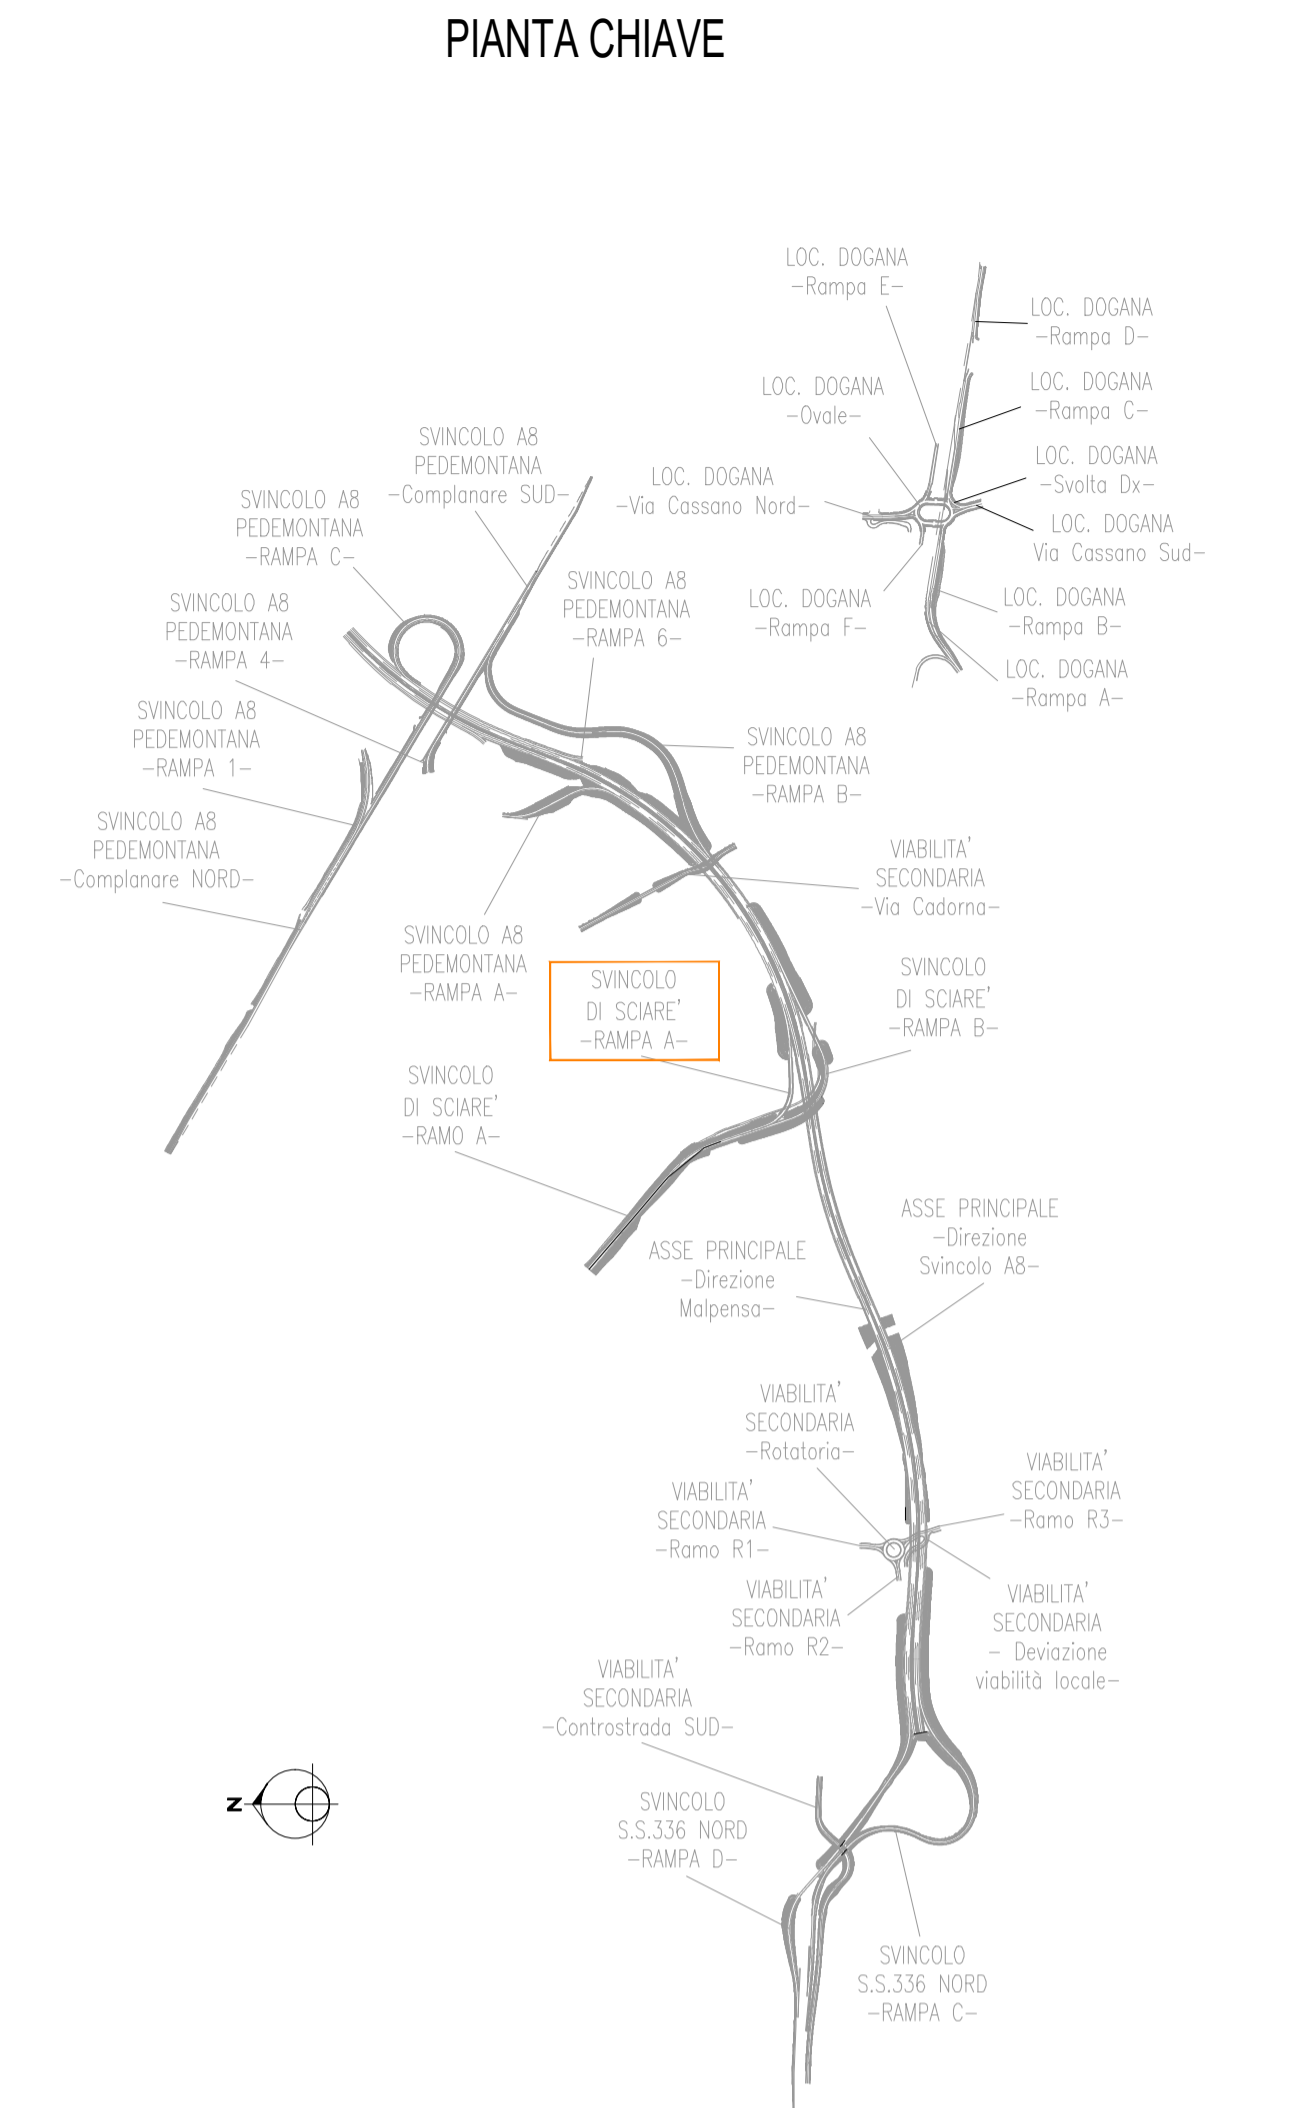 PIANTA CHIAVE
LOC. DOGANA
-Rampa E-
LOC. DOGANA
-Rampa D-
LOC. DOGANA
-Ovale-
LOC. DOGANA
-Rampa C-
SVINCOLO A8
PEDEMONTANA
-Complanare SUD-
LOC. DOGANA
-Svolta Dx-
LOC. DOGANA
-Via Cassano Nord-
SVINCOLO A8
PEDEMONTANA
-RAMPA C-
LOC. DOGANA
Via Cassano Sud-
SVINCOLO A8
PEDEMONTANA
-RAMPA 6-
LOC. DOGANA
-Rampa F-
LOC. DOGANA
-Rampa B-
SVINCOLO A8
PEDEMONTANA
-RAMPA 4-
LOC. DOGANA
-Rampa A-
SVINCOLO A8
PEDEMONTANA
-RAMPA 1-
SVINCOLO A8
PEDEMONTANA
-RAMPA B-
SVINCOLO A8
PEDEMONTANA
-Complanare NORD-
VIABILITA'
SECONDARIA
-Via Cadorna-
SVINCOLO A8
PEDEMONTANA
-RAMPA A-
SVINCOLO
DI SCIARE'
-RAMPA A-
SVINCOLO
DI SCIARE'
-RAMPA B-
SVINCOLO
DI SCIARE'
-RAMO A-
ASSE PRINCIPALE
-Direzione
Svincolo A8-
ASSE PRINCIPALE
-Direzione
Malpensa-
VIABILITA'
SECONDARIA
-Rotatoria-
VIABILITA'
SECONDARIA
-Ramo R3-
VIABILITA'
SECONDARIA
-Ramo R1-
VIABILITA'
SECONDARIA
-Ramo R2-
VIABILITA'
SECONDARIA
- Deviazione
viabilità locale-
VIABILITA'
SECONDARIA
-Controstrada SUD-
N
SVINCOLO
S.S.336 NORD
-RAMPA D-
SVINCOLO
S.S.336 NORD
-RAMPA C-